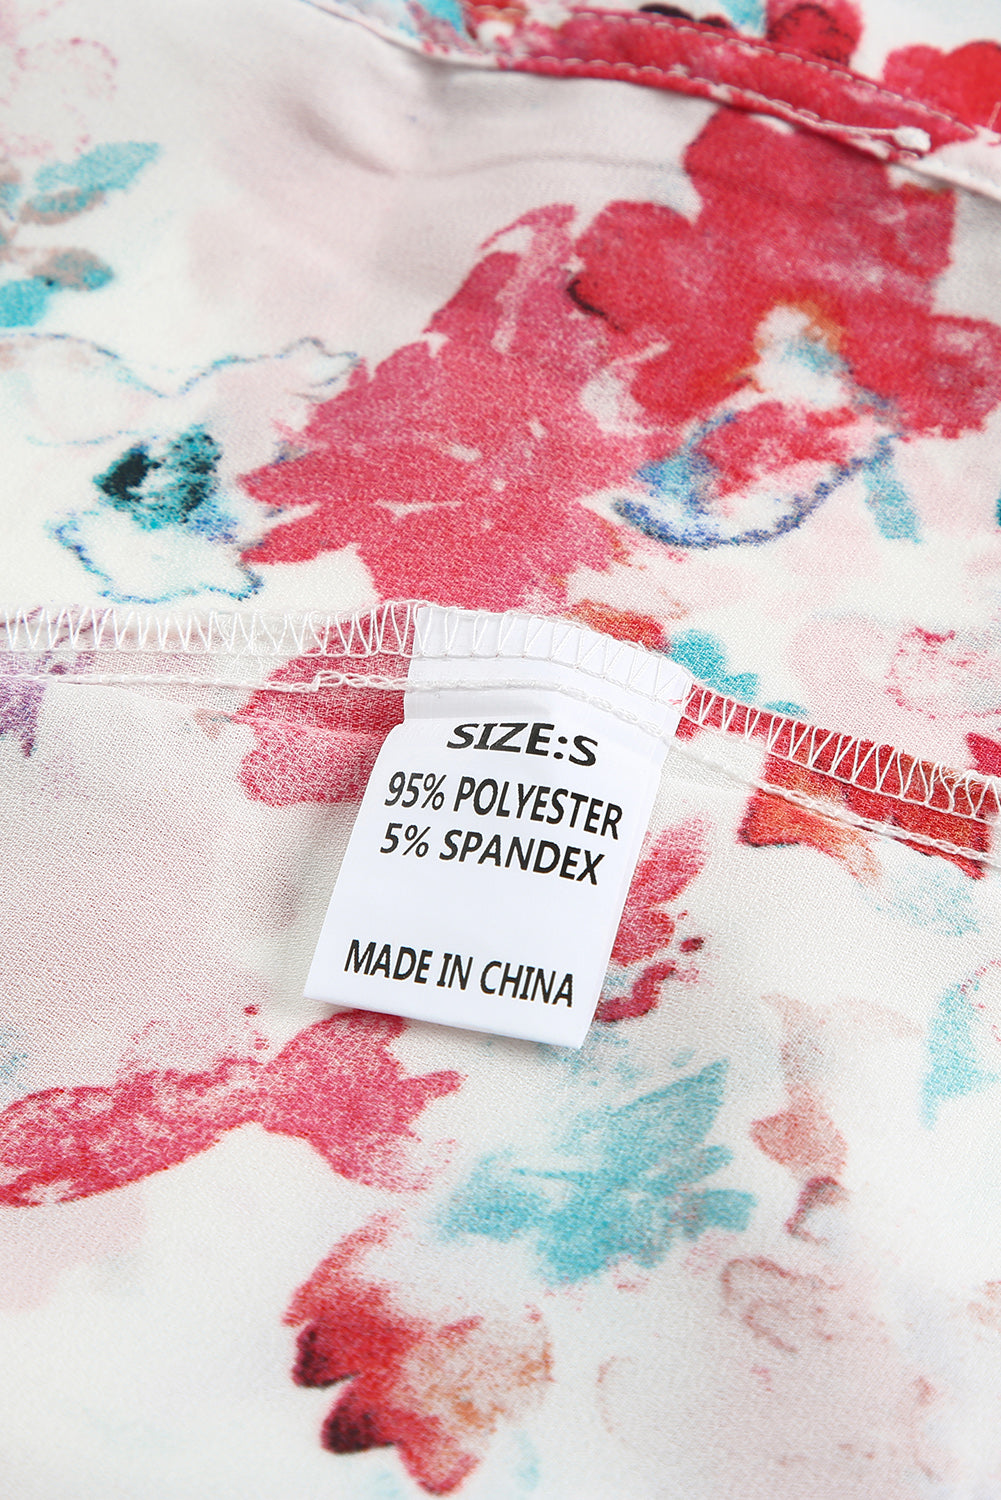 SIZE:S
95% POLYESTER
5% SPANDEX
MADE IN CHINA